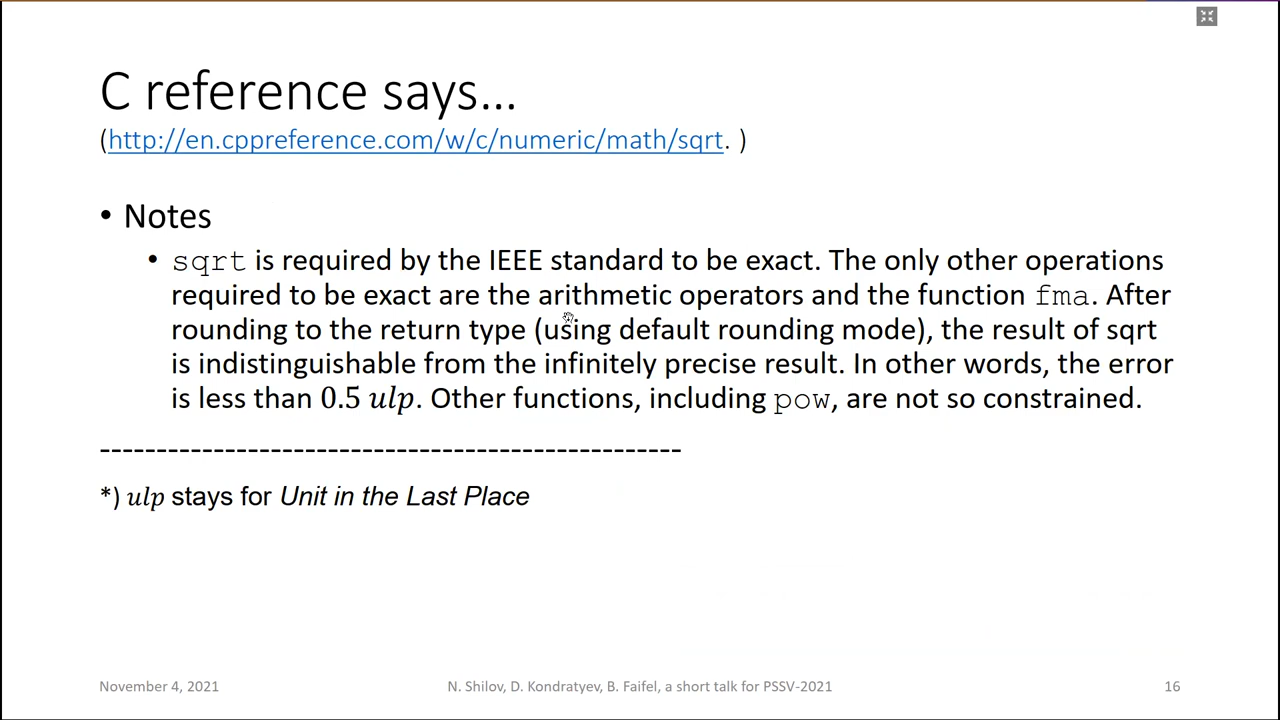 C reference says…
(http://en.cppreference.com/w/c/numeric/math/sqrt. )
• Notes
• sqrt is required by the IEEE standard to be exact. The only other operations
required to be exact are the arithmetic operators and the function fma. After
rounding to the return type (using default rounding mode), the result of sqrt
is indistinguishable from the infinitely precise result. In other words, the error
is less than 0.5 ulp. Other functions, including pow, are not so constrained.
----------------------------------------------------
*) ulp stays for Unit in the Last Place
November 4, 2021
N. Shilov, D. Kondratyev, B. Faifel, a short talk for PSSV-2021
16